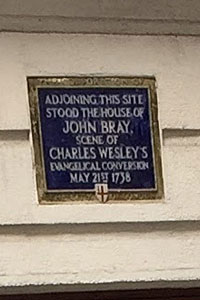 ADJOINING THIS SITE
STOOD THE HOUSE OF
JOHN BRAY,
SCENE OF
CHARLES WESLEY'S
EVANGELICAL CONVERSION
MAY 21ST 1738